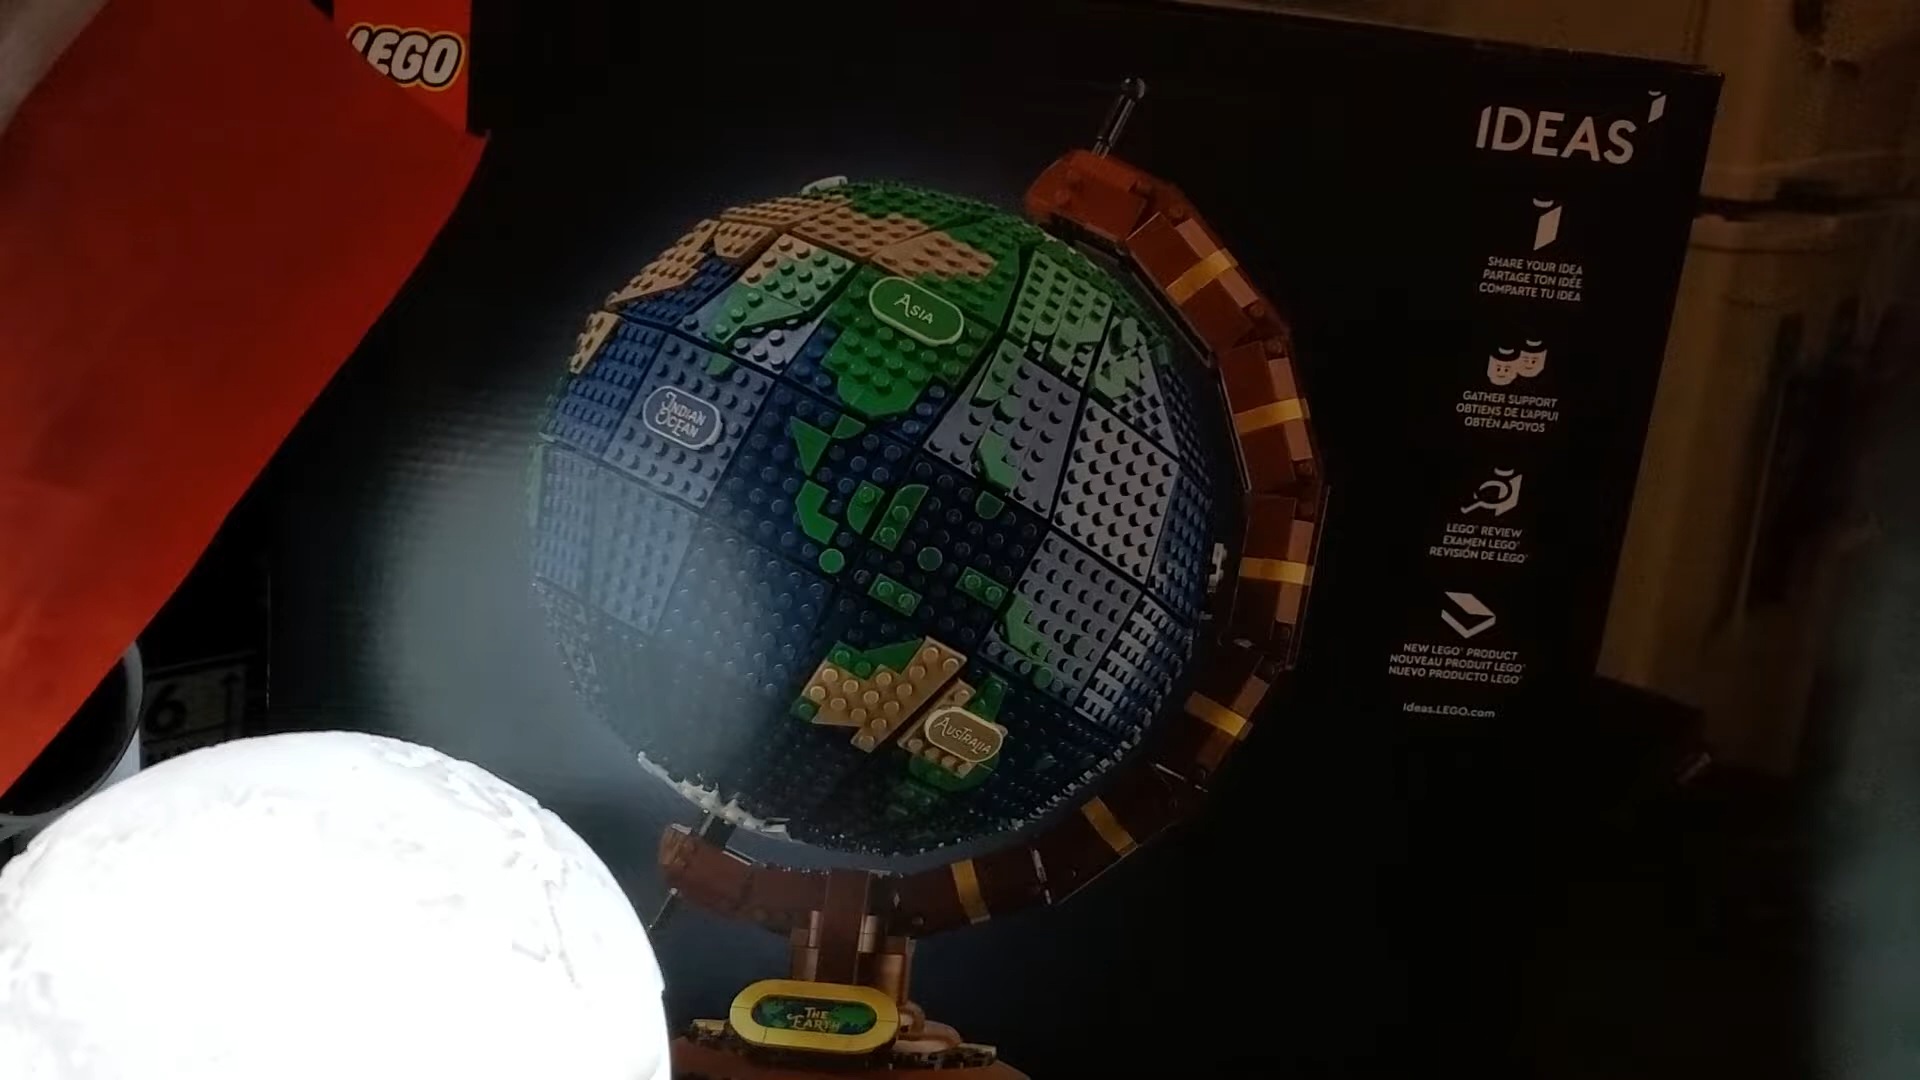 LEGO
IDEAS
SHARE YOUR IDEA
PARTAGE TON IDÉE
COMPARTE TU IDEA
GATHER SUPPORT
OBTIENS DE L'APPUI
OBTÉN APOYOS
LEGO® REVIEW
EXAMEN LEGO®
REVISIÓN DE LEGO®
NEW LEGO® PRODUCT
NOUVEAU PRODUIT LEGO®
NUEVO PRODUCTO LEGO®
Ideas.LEGO.com
ASIA
INDIAN
OCEAN
AUSTRALIA
THE
EARTH
6